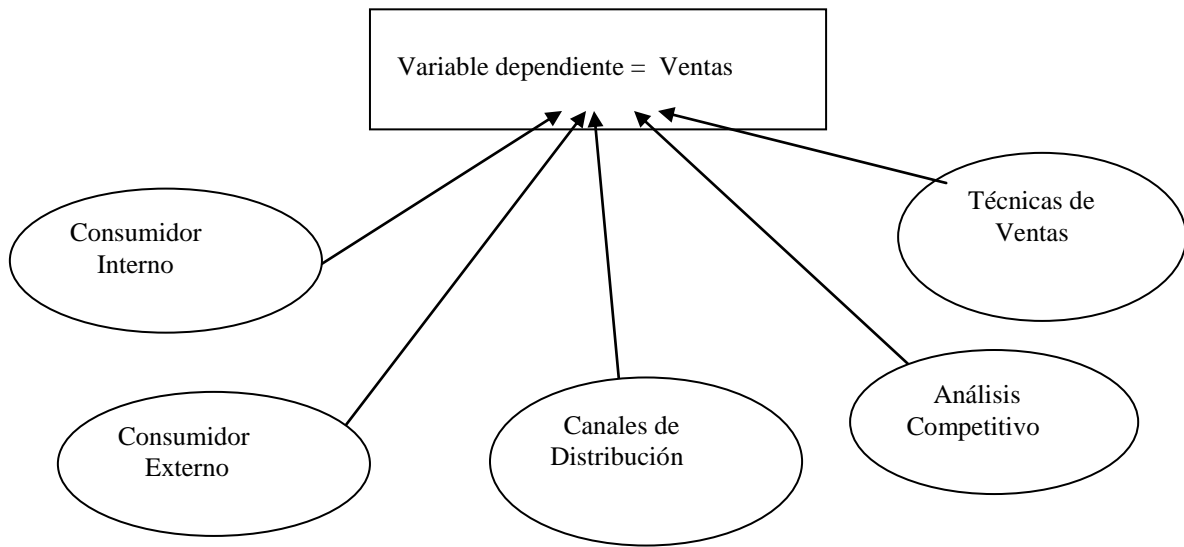 Variable dependiente = Ventas
Técnicas de
Ventas
Consumidor
Interno
Análisis
Competitivo
Canales de
Distribución
Consumidor
Externo